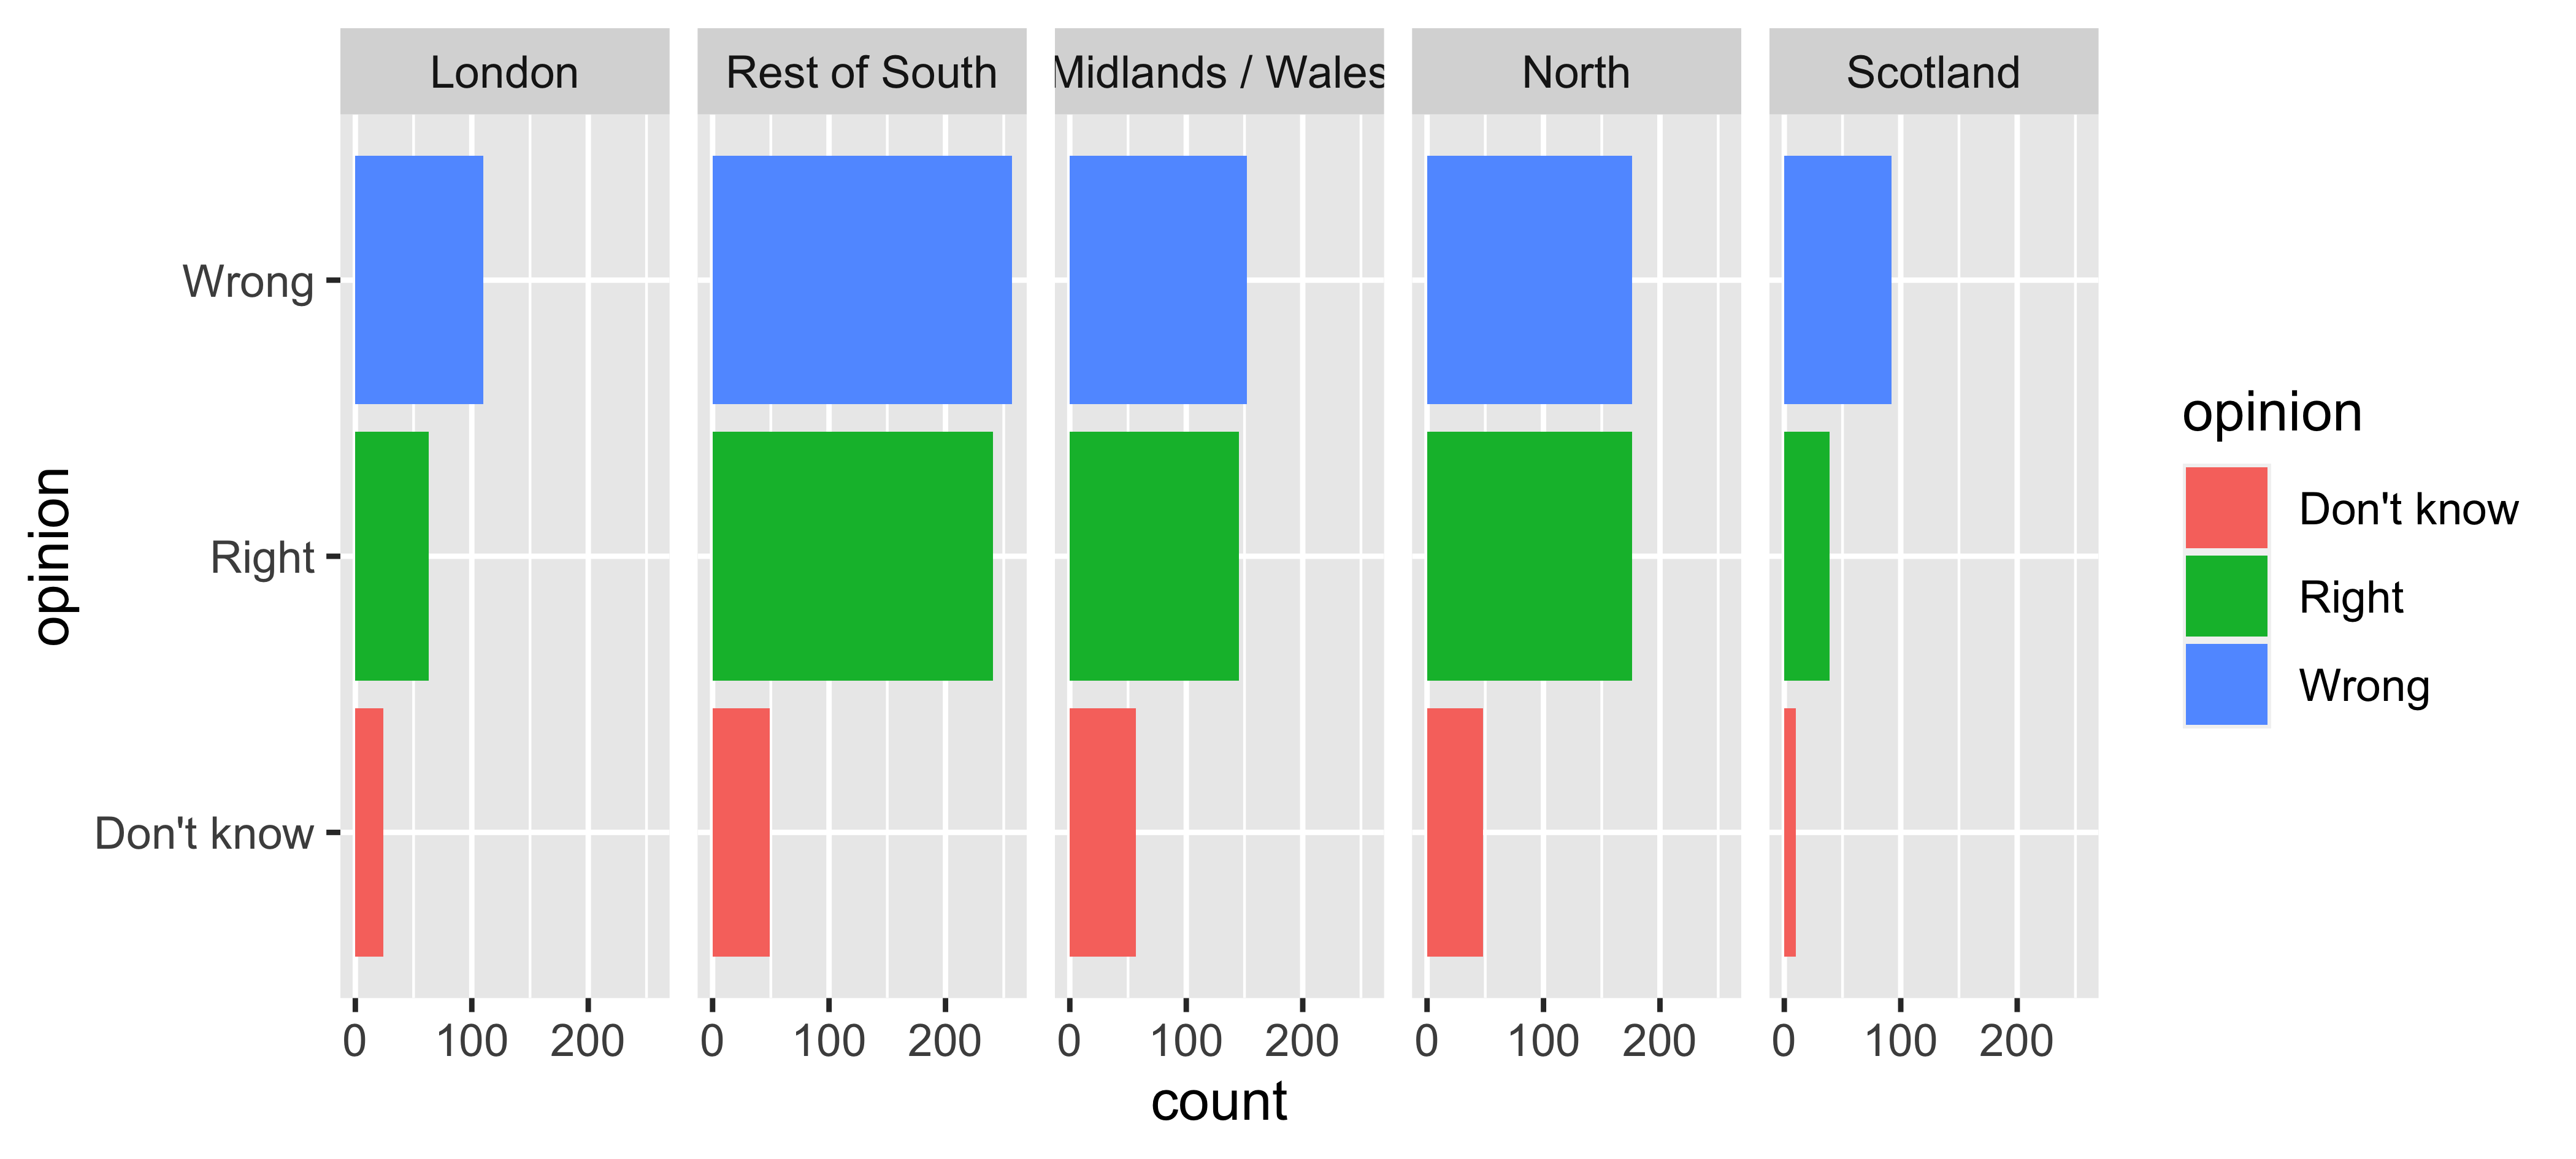 London
Rest of South
Midlands / Wales
North
Scotland
opinion
Wrong
Right
Don't know
0 100 200
0 100 200
0 100 200
0 100 200
0 100 200
count
opinion
Don't know
Right
Wrong